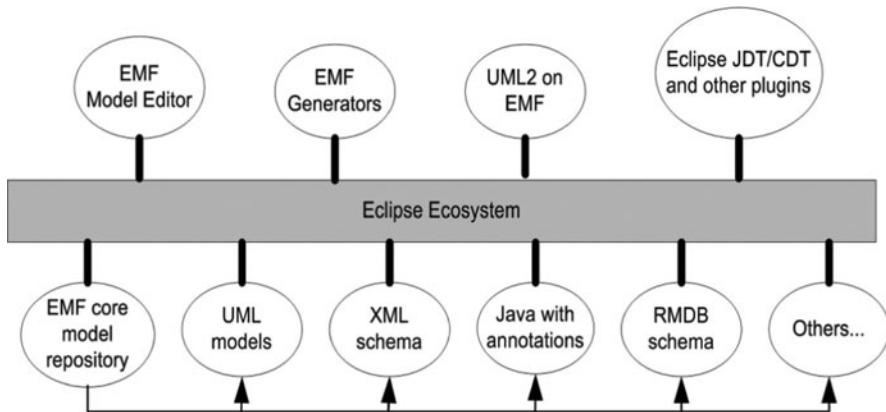 EMF
Model Editor
EMF
Generators
UML2 on
EMF
Eclipse JDT/CDT
and other plugins
Eclipse Ecosystem
EMF core
model
repository
UML
models
XML
schema
Java with
annotations
RMDB
schema
Others...